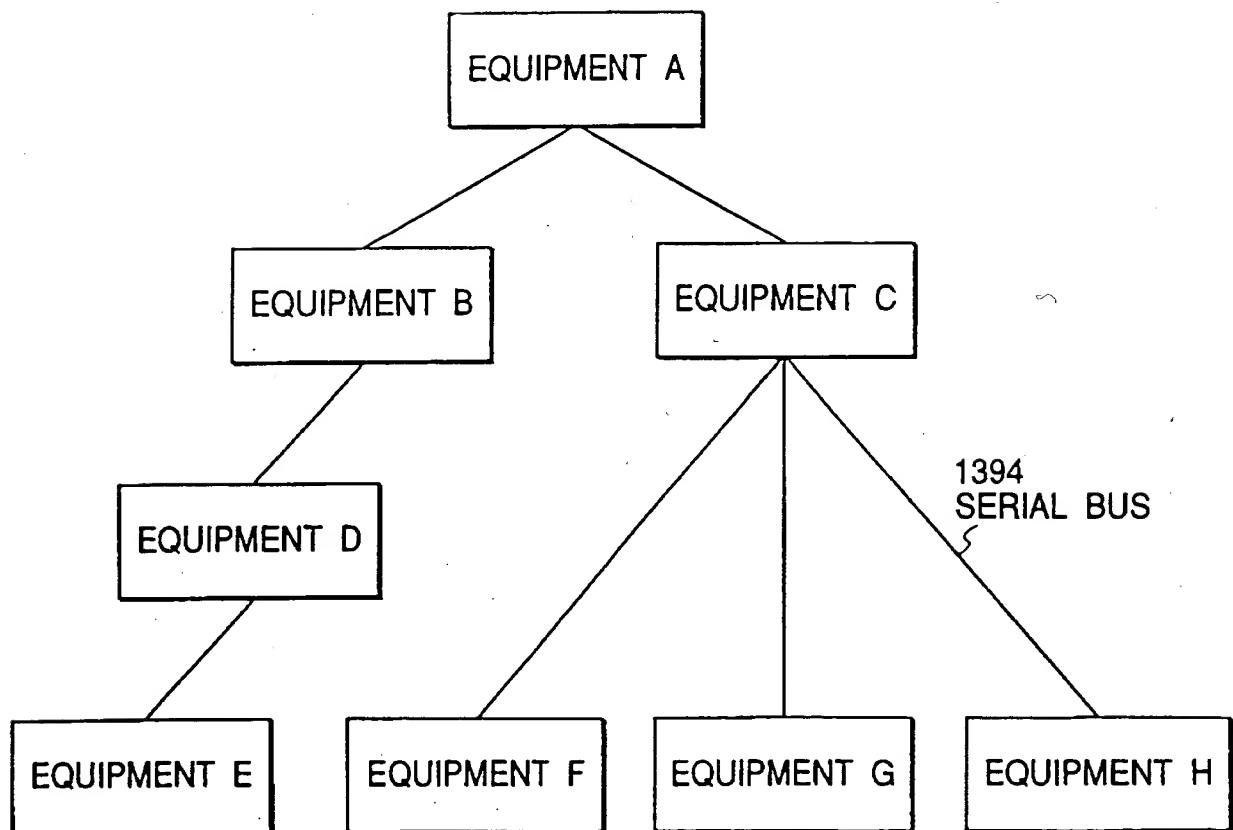 EQUIPMENT A
EQUIPMENT B
EQUIPMENT C
1394
SERIAL BUS
EQUIPMENT D
EQUIPMENT E
EQUIPMENT F
EQUIPMENT G
EQUIPMENT H